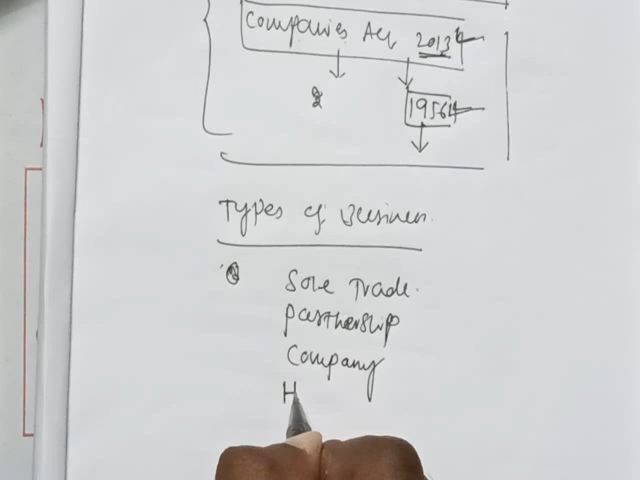 Companies Act 2013
1956
Types of Business.
Sole Trade.
Partnership
Company
H